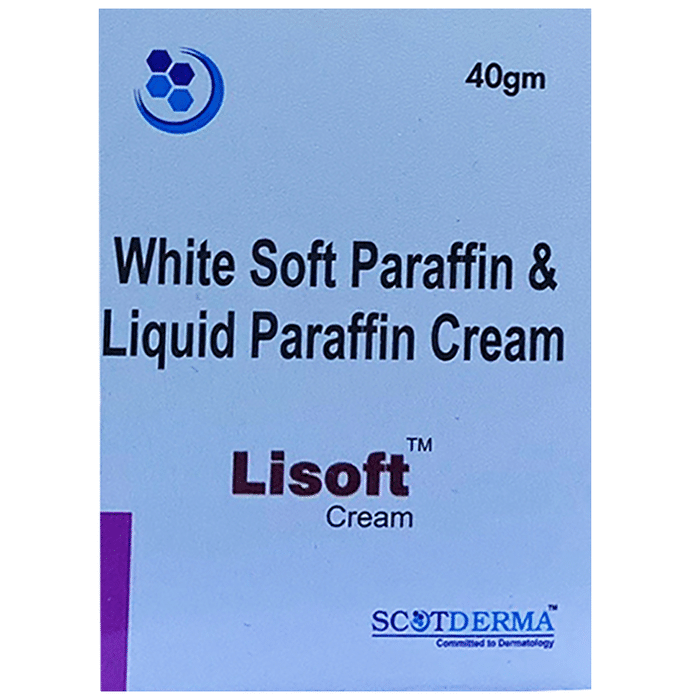 40gm
White Soft Paraffin &
Liquid Paraffin Cream
Lisoft™
Cream
SCOTDERMA™
Committed to Dermatology